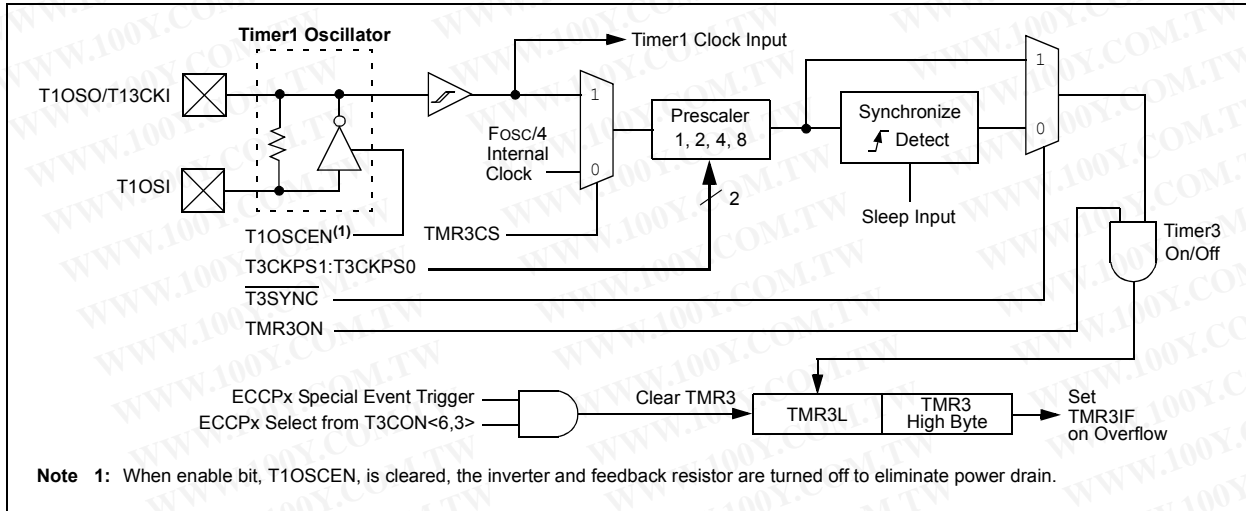 Timer1 Oscillator
Timer1 Clock Input
T1OSO/T13CKI
1
1
Prescaler
1, 2, 4, 8
Synchronize
Detect
FOSC/4
Internal
Clock
0
0
T1OSI
2
Sleep Input
T1OSCEN(1)
TMR3CS
Timer3
On/Off
T3CKPS1:T3CKPS0
T3SYNC
TMR3ON
ECCPx Special Event Trigger
ECCPx Select from T3CON<6,3>
Clear TMR3
TMR3L
TMR3
High Byte
Set
TMR3IF
on Overflow
Note 1: When enable bit, T1OSCEN, is cleared, the inverter and feedback resistor are turned off to eliminate power drain.
WWW.100Y.COM.TW